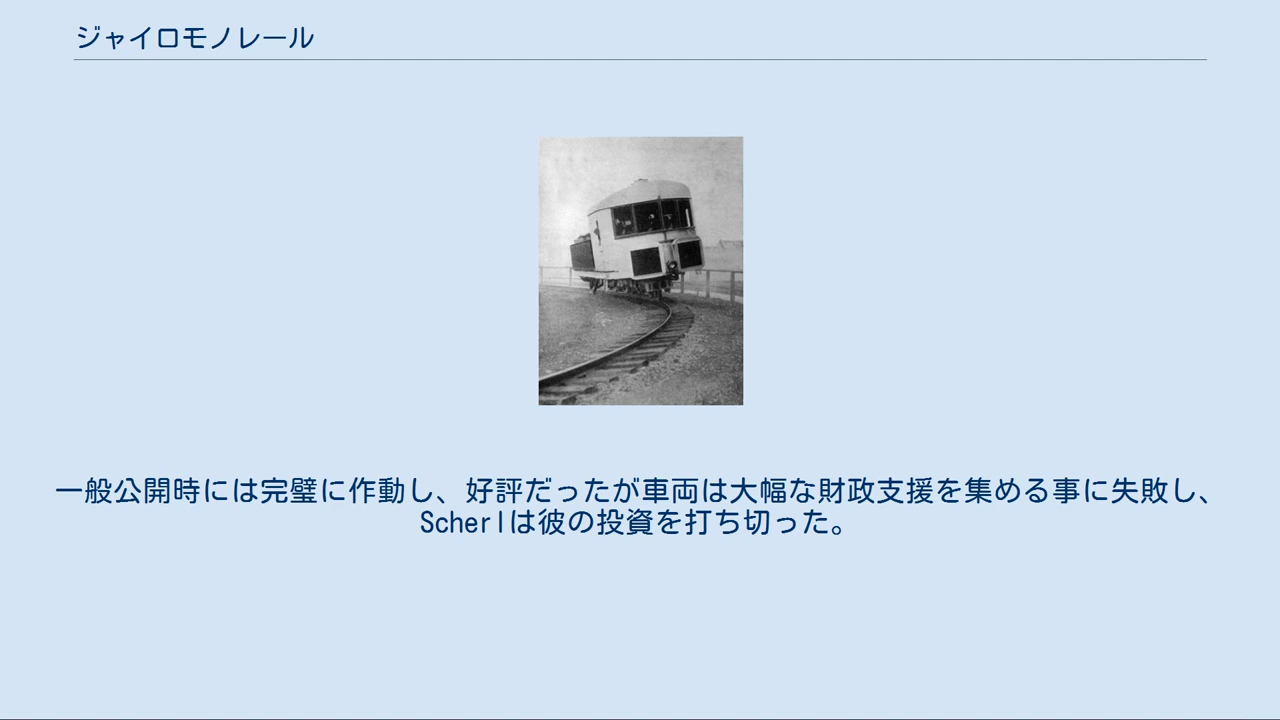 ジャイロモノレール
一般公開時には完璧に作動し、好評だったが車両は大幅な財政支援を集める事に失敗し、
Scherlは彼の投資を打ち切った。